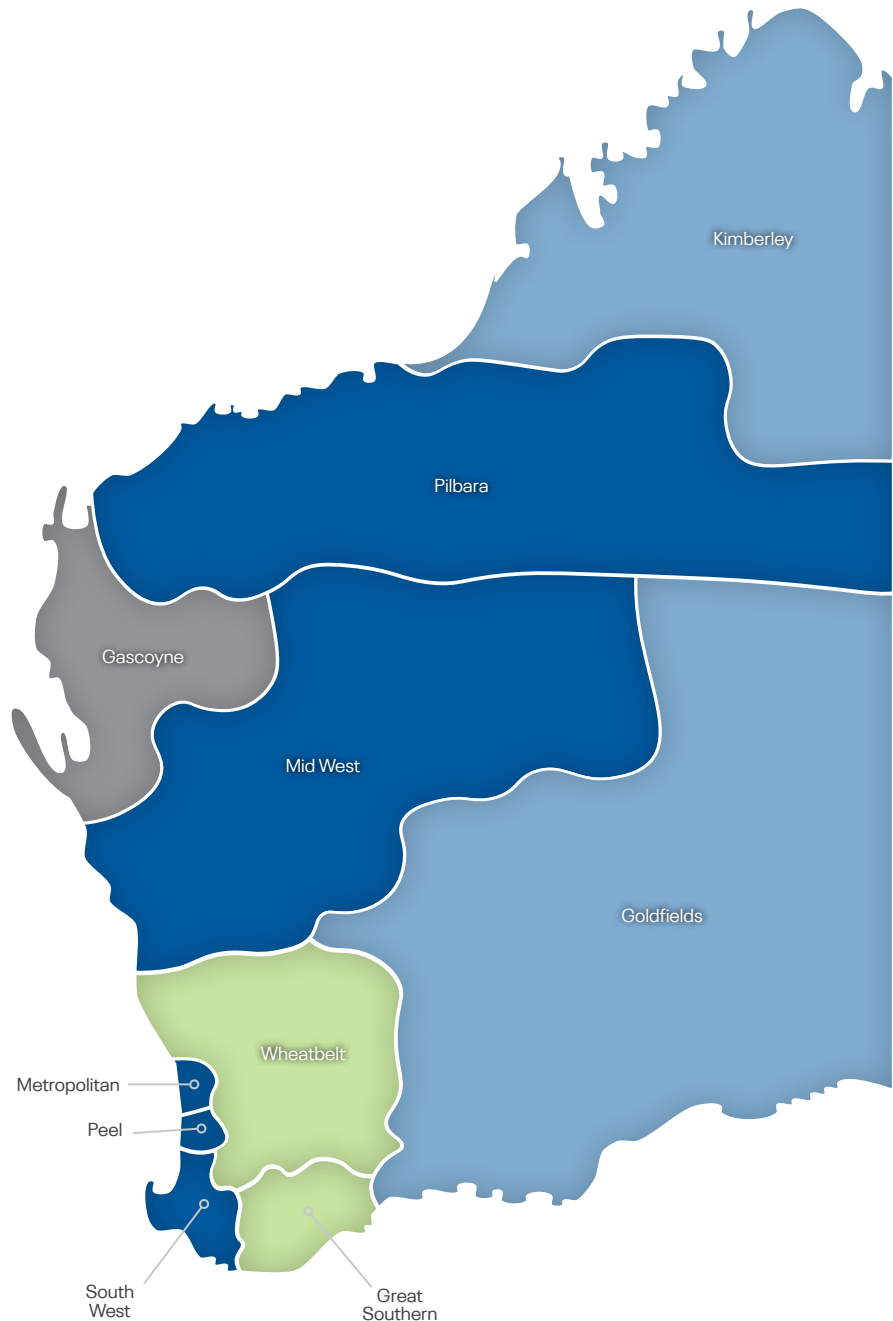 Kimberley
Pilbara
Gascoyne
Mid West
Goldfields
Wheatbelt
Metropolitan
Peel
South
West
Great
Southern